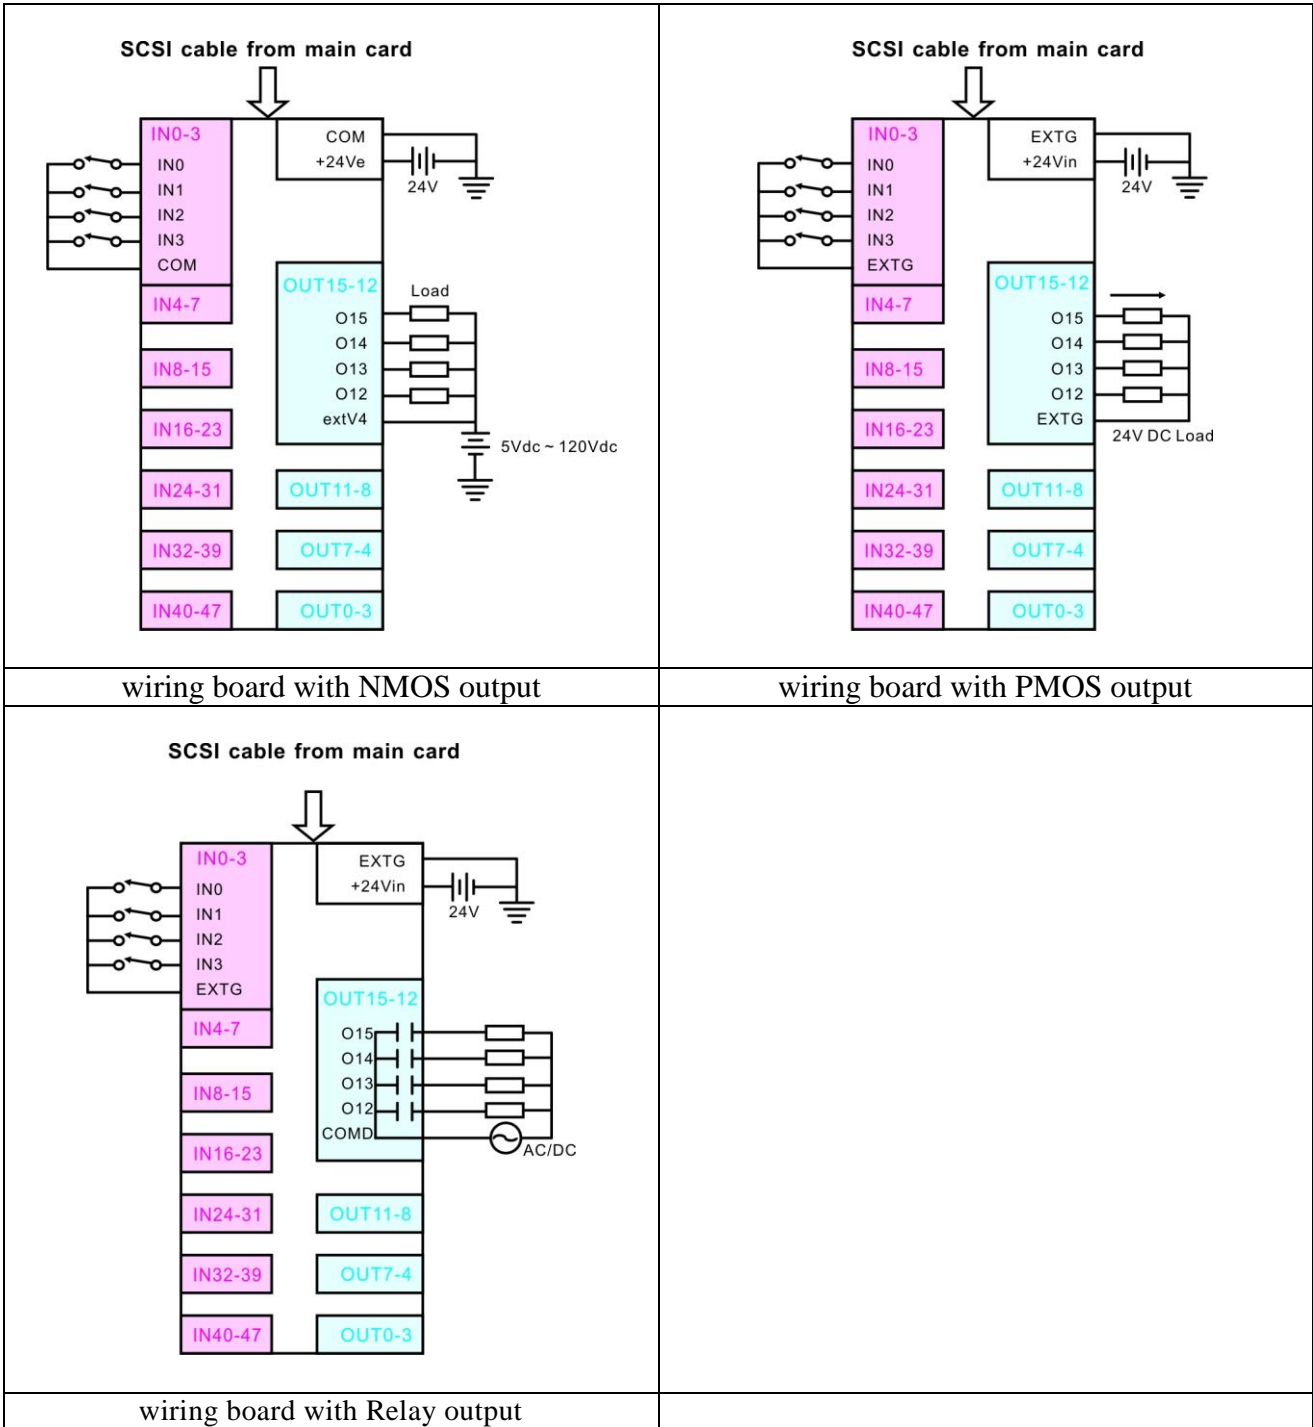 SCSI cable from main card
IN0-3
IN0
IN1
IN2
IN3
COM
IN4-7
IN8-15
IN16-23
IN24-31
IN32-39
IN40-47
COM
+24Ve
24V
OUT15-12
Load
O15
O14
O13
O12
extV4
5Vdc ~ 120Vdc
OUT11-8
OUT7-4
OUT0-3
wiring board with NMOS output
SCSI cable from main card
IN0-3
IN0
IN1
IN2
IN3
EXTG
IN4-7
IN8-15
IN16-23
IN24-31
IN32-39
IN40-47
EXTG
+24Vin
24V
OUT15-12
O15
O14
O13
O12
EXTG
24V DC Load
OUT11-8
OUT7-4
OUT0-3
wiring board with PMOS output
SCSI cable from main card
IN0-3
IN0
IN1
IN2
IN3
EXTG
IN4-7
IN8-15
IN16-23
IN24-31
IN32-39
IN40-47
EXTG
+24Vin
24V
OUT15-12
O15
O14
O13
O12
COMD
AC/DC
OUT11-8
OUT7-4
OUT0-3
wiring board with Relay output